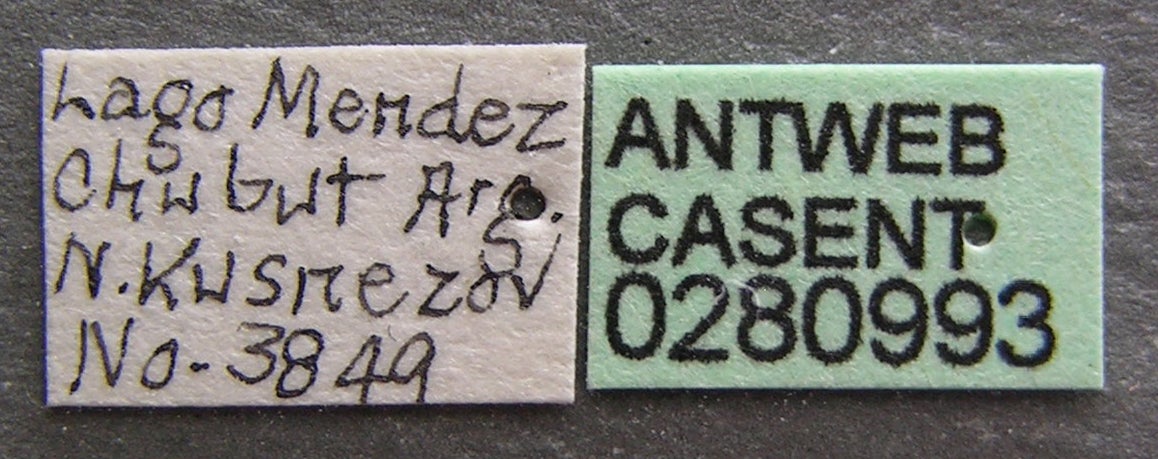 Lago Mendez
Chubut Arg.
N. Kusnezov
No-3849
ANTWEB
CASENT
0280993